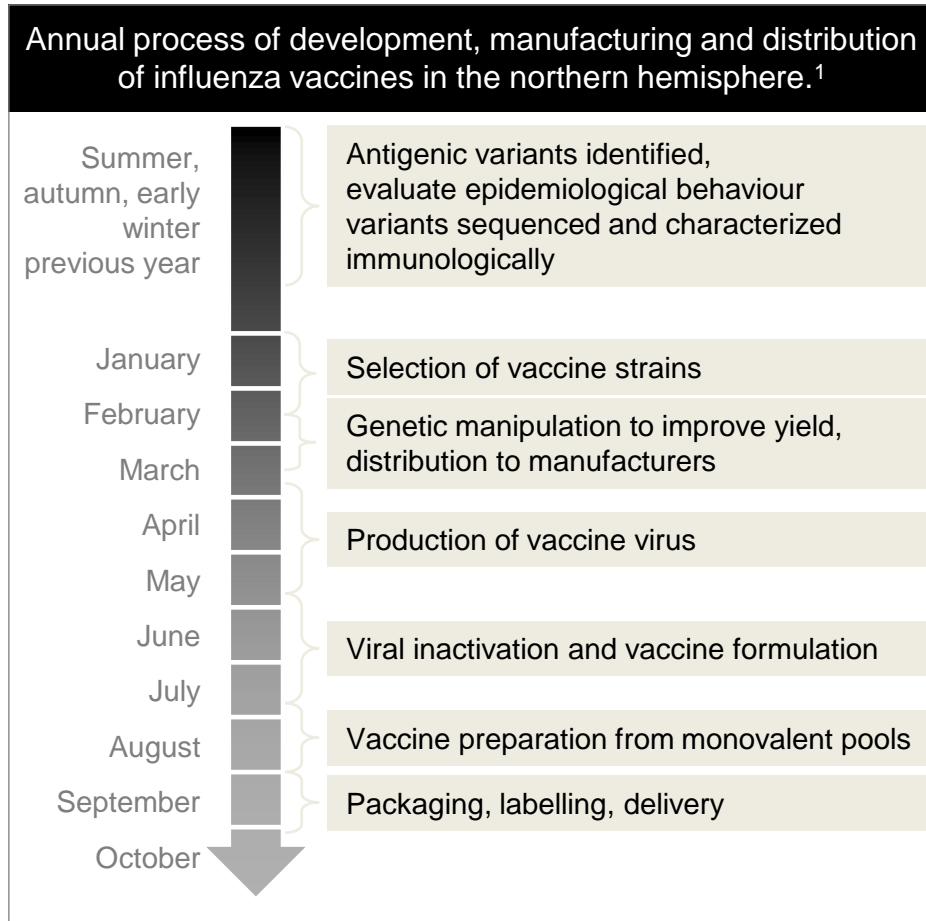 Annual process of development, manufacturing and distribution
of influenza vaccines in the northern hemisphere.¹
Summer,
autumn, early
winter
previous year
Antigenic variants identified,
evaluate epidemiological behaviour
variants sequenced and characterized
immunologically
January
Selection of vaccine strains
February
Genetic manipulation to improve yield,
distribution to manufacturers
March
April
Production of vaccine virus
May
June
Viral inactivation and vaccine formulation
July
August
Vaccine preparation from monovalent pools
September
Packaging, labelling, delivery
October